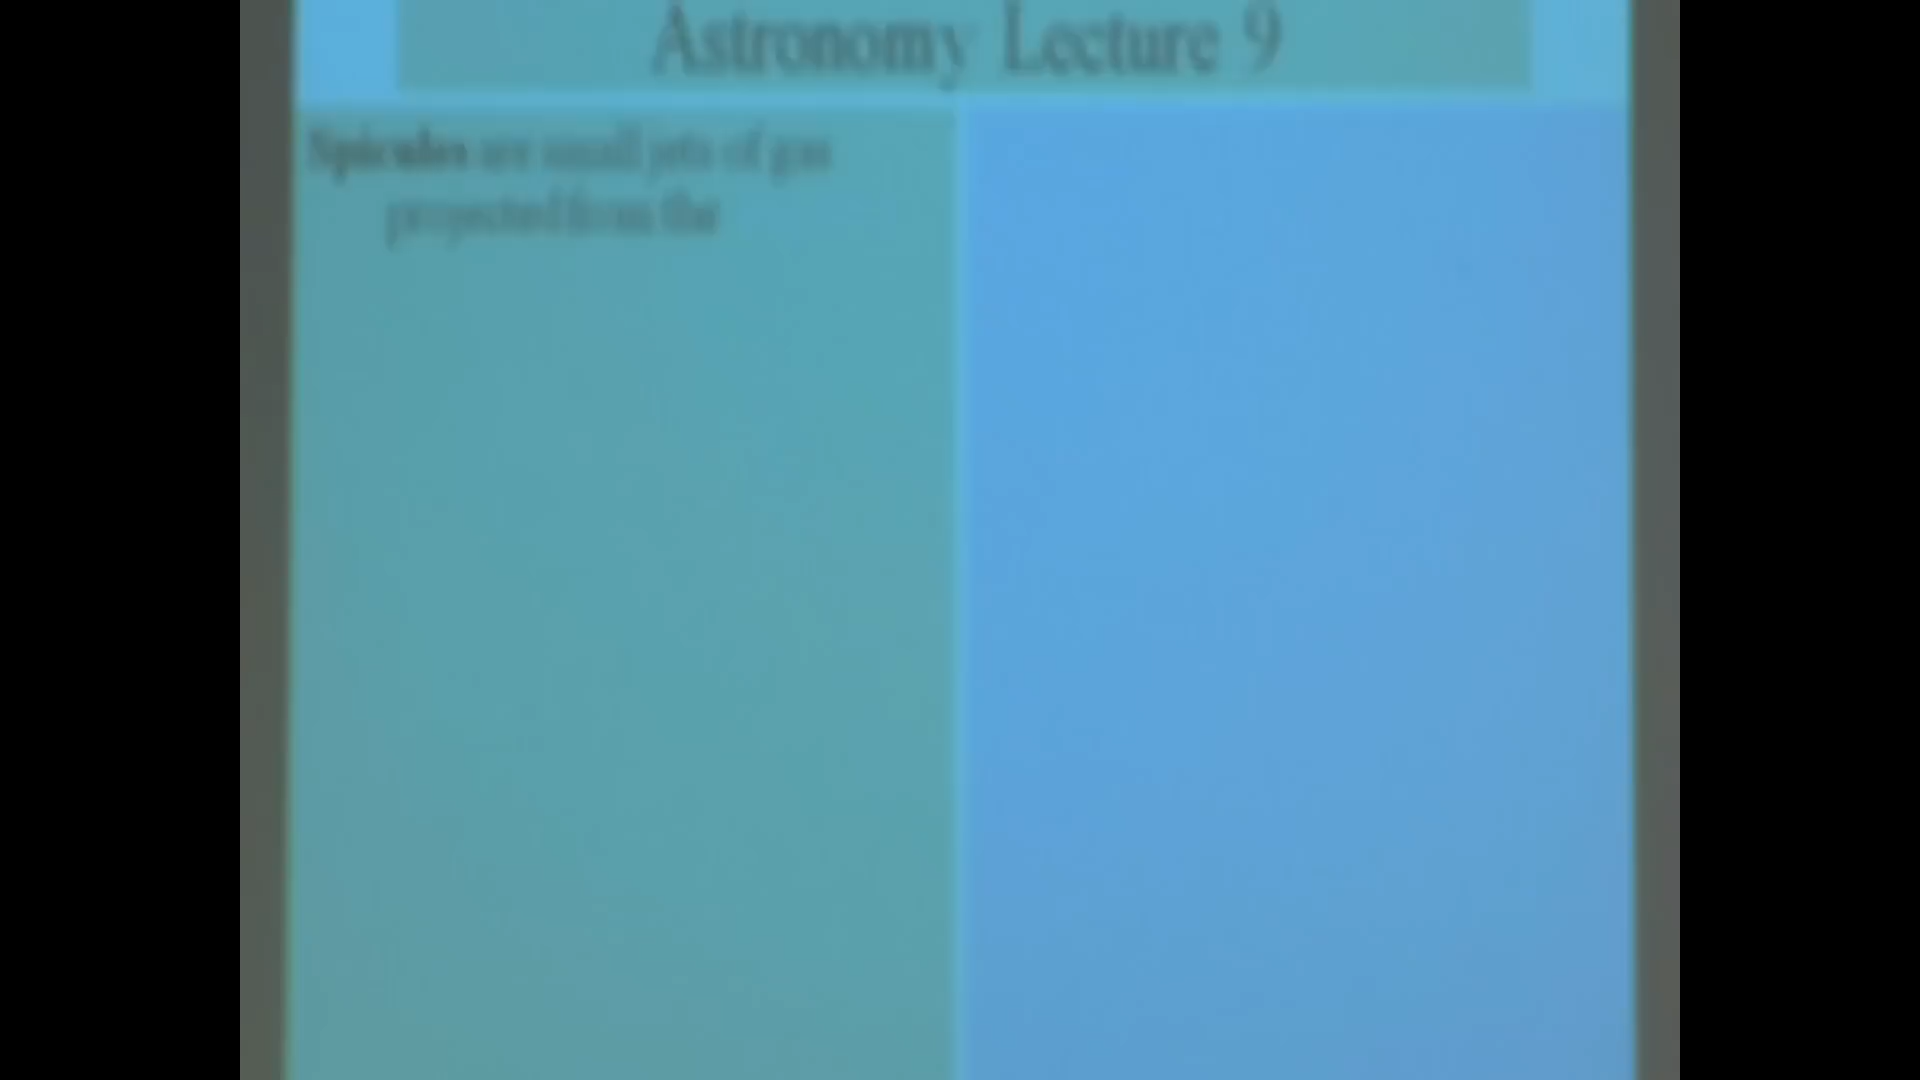 Astronomy Lecture 9
Spicules are small jets of gas
projected from the